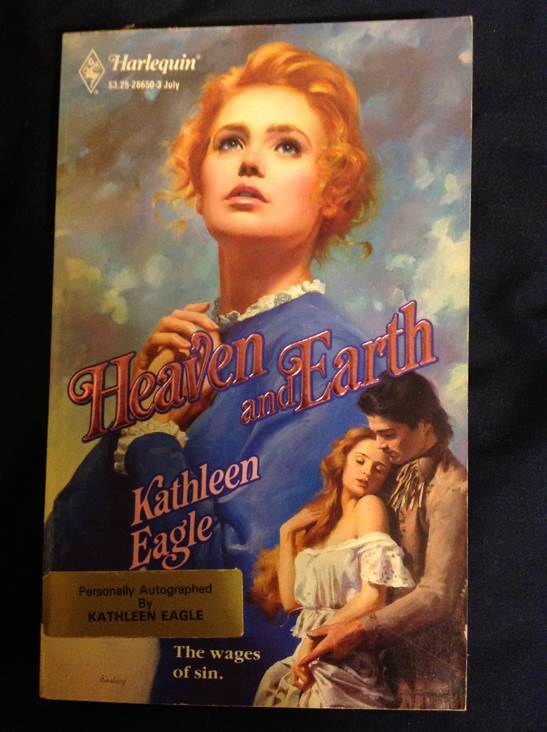 Harlequin®
$3.25-28650-3 July
Heaven
and Earth
Kathleen
Eagle
Personally Autographed
By
KATHLEEN EAGLE
The wages
of sin.